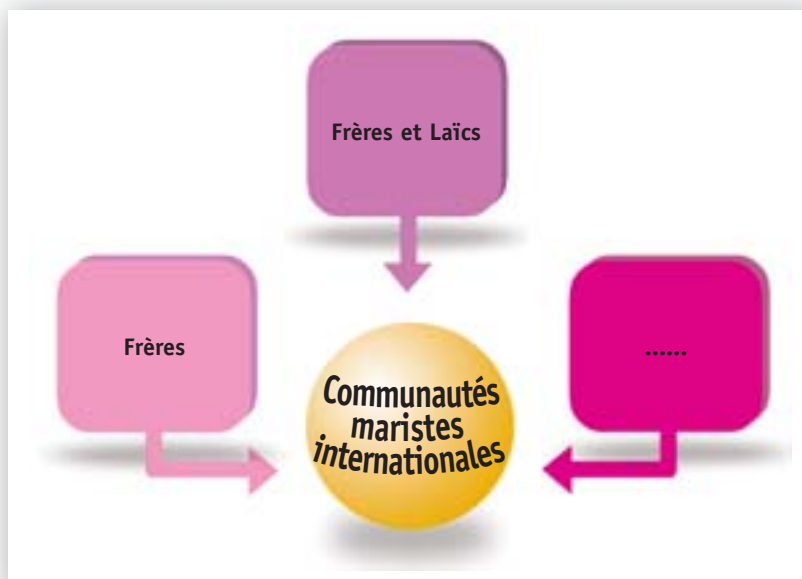 Frères et Laïcs
Frères
......
Communautés
maristes
internationales